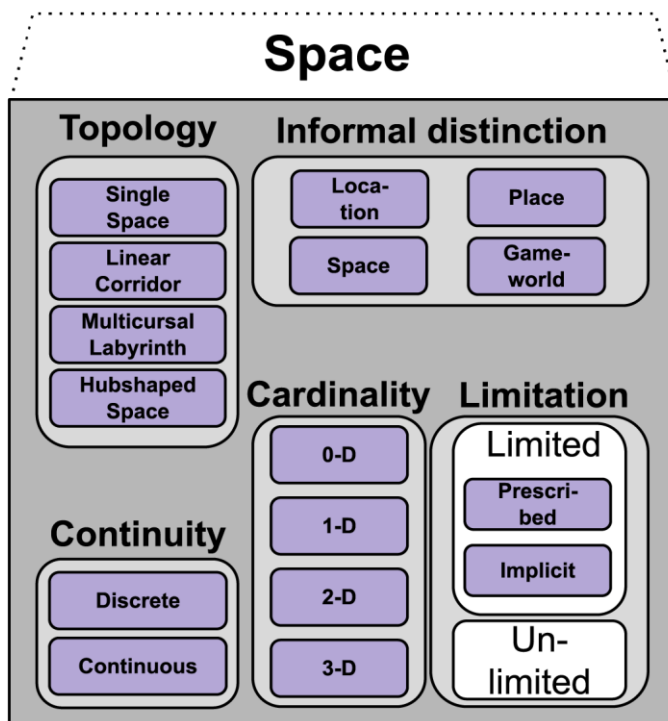 Space
Topology
Single
Space
Linear
Corridor
Multicursal
Labyrinth
Hubshaped
Space
Informal distinction
Loca-
tion
Place
Space
Game-
world
Continuity
Discrete
Continuous
Cardinality
0-D
1-D
2-D
3-D
Limitation
Limited
Prescri-
bed
Implicit
Un-
limited